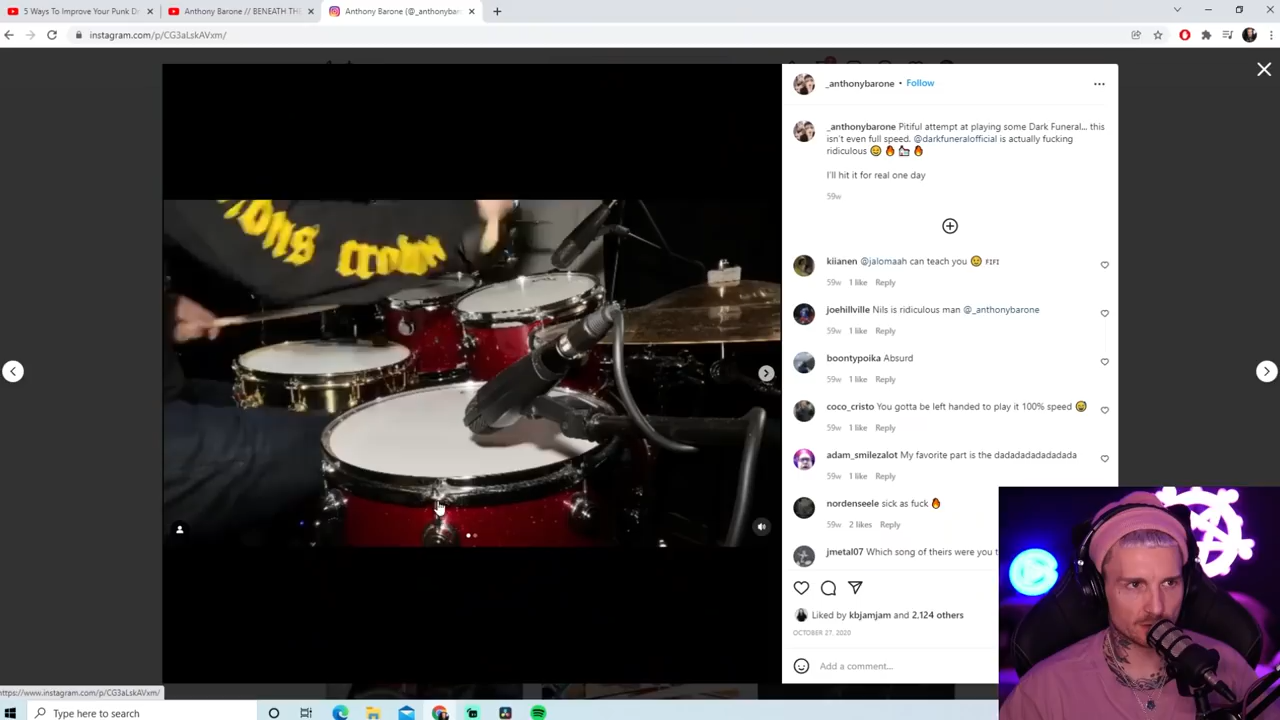 5 Ways To Improve Your Punk D
Anthony Barone // BENEATH THE
Anthony Barone (@_anthonybar
instagram.com/p/CG3aLskAVxm/
_anthonybarone • Follow
_anthonybarone Pitiful attempt at playing some Dark Funeral... this
isn't even full speed. @darkfuneralofficial is actually fucking
ridiculous
I'll hit it for real one day
59w
kiianen @jalomaah can teach you 😉 ꜰɪꜰɪ
59w 1 like Reply
joehillville Nils is ridiculous man @_anthonybarone
59w 1 like Reply
boontypoika Absurd
59w 1 like Reply
coco_cristo You gotta be left handed to play it 100% speed 😅
59w 1 like Reply
adam_smilezalot My favorite part is the dadadadadadadada
59w 1 like Reply
nordenseele sick as fuck 🔥
59w 2 likes Reply
jmetal07 Which song of theirs were you t
Liked by kbjamjam and 2,124 others
OCTOBER 27, 2020
Add a comment...
https://www.instagram.com/p/CG3aLskAVxm/
Type here to search